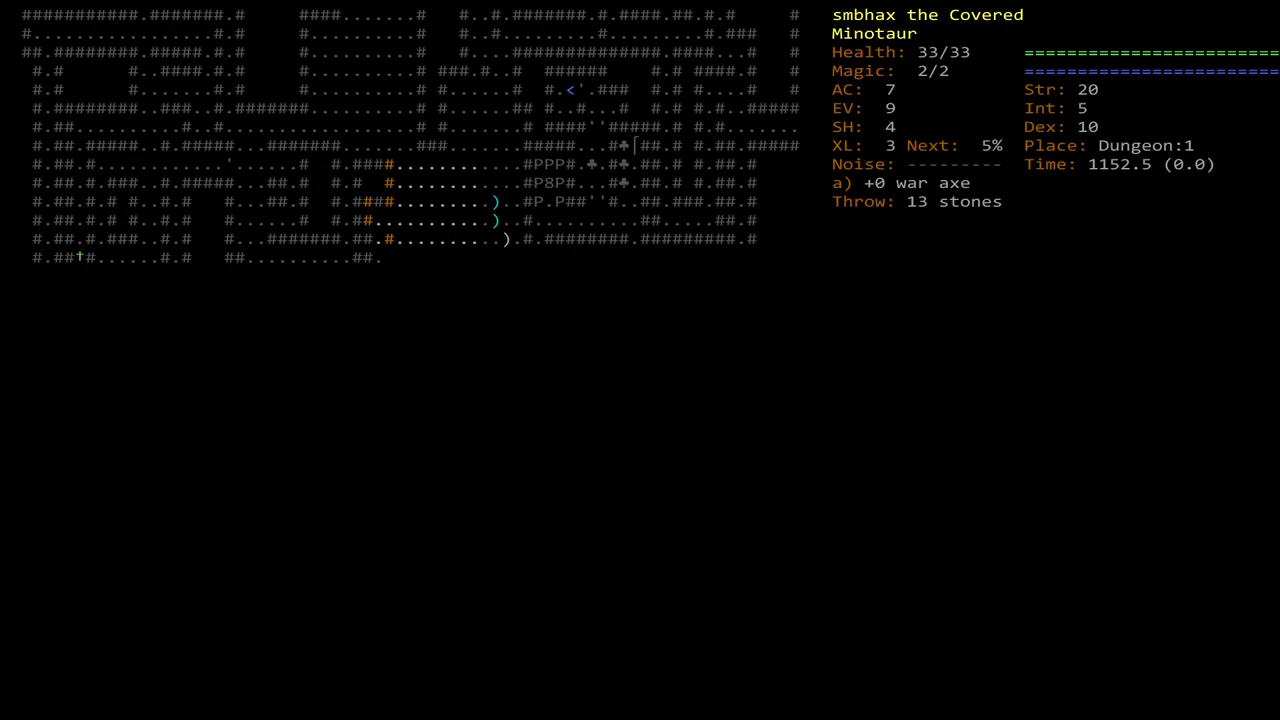 smbhax the Covered
Minotaur
Health: 33/33
Magic: 2/2
AC: 7 Str: 20
EV: 9 Int: 5
SH: 4 Dex: 10
XL: 3 Next: 5% Place: Dungeon:1
Noise: --------- Time: 1152.5 (0.0)
a) +0 war axe
Throw: 13 stones